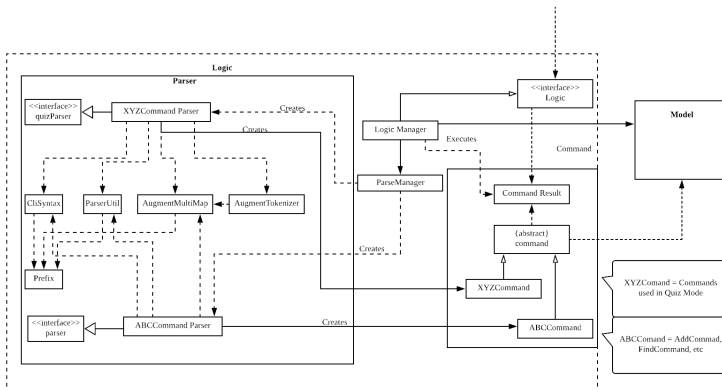 Logic
Parser
<<interface>>
quizParser
XYZCommand Parser
Creates
Creates
<<interface>>
Logic
Logic Manager
Executes
Command
Model
ParseManager
Command Result
CliSyntax
ParserUtil
AugmentMultiMap
AugmentTokenizer
{abstract}
command
Creates
Prefix
XYZCommand
XYZComand = Commands
used in Quiz Mode
<<interface>>
parser
ABCCommand Parser
Creates
ABCCommand
ABCComand = AddCommad,
FindCommand, etc